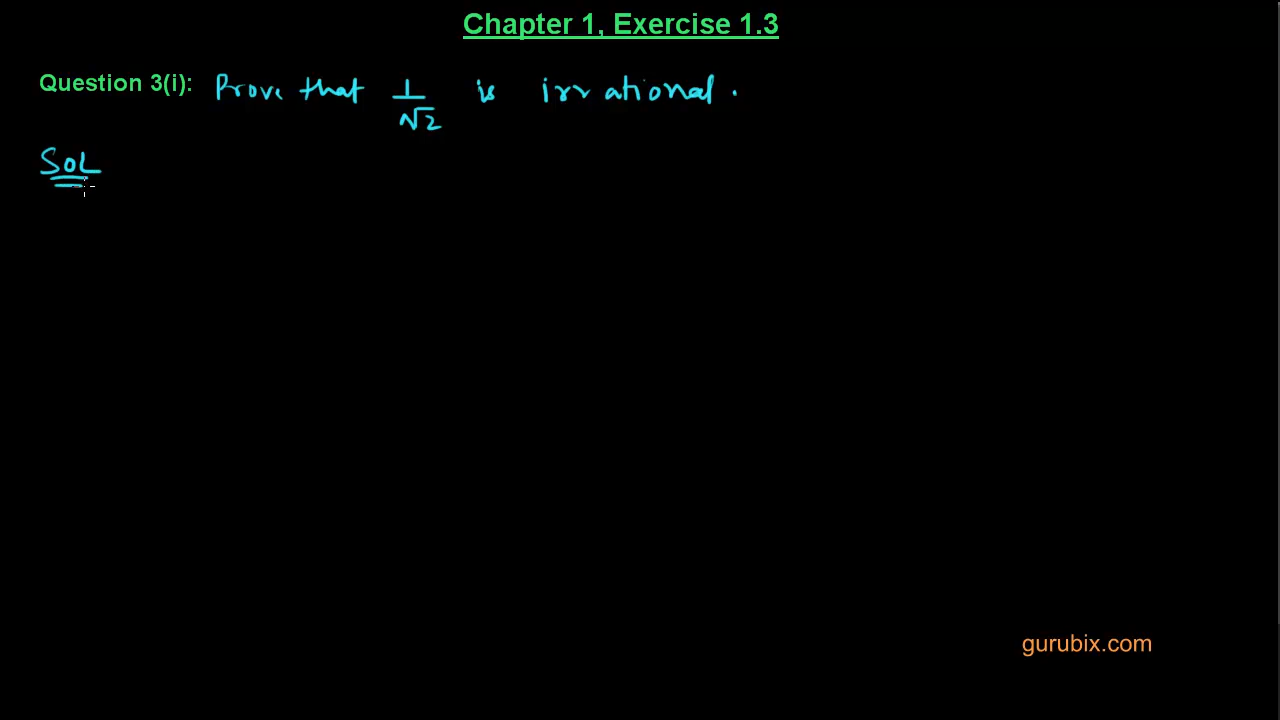 Chapter 1, Exercise 1.3
Question 3(i): Prove that 1/√2 is irrational.
SOL
gurubix.com